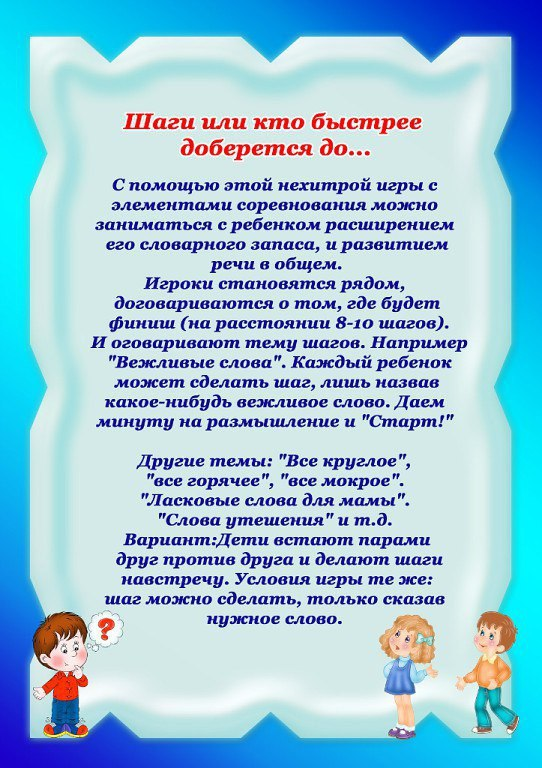 Шаги или кто быстрее
доберется до...
С помощью этой нехитрой игры с
элементами соревнования можно
заниматься с ребенком расширением
его словарного запаса, и развитием
речи в общем.
Игроки становятся рядом,
договариваются о том, где будет
финиш (на расстоянии 8-10 шагов).
И оговаривают тему шагов. Например
"Вежливые слова". Каждый ребенок
может сделать шаг, лишь назвав
какое-нибудь вежливое слово. Даем
минуту на размышление и "Старт!"
Другие темы: "Все круглое",
"все горячее", "все мокрое".
"Ласковые слова для мамы".
"Слова утешения" и т.д.
Вариант:Дети встают парами
друг против друга и делают шаги
навстречу. Условия игры те же:
шаг можно сделать, только сказав
нужное слово.
?